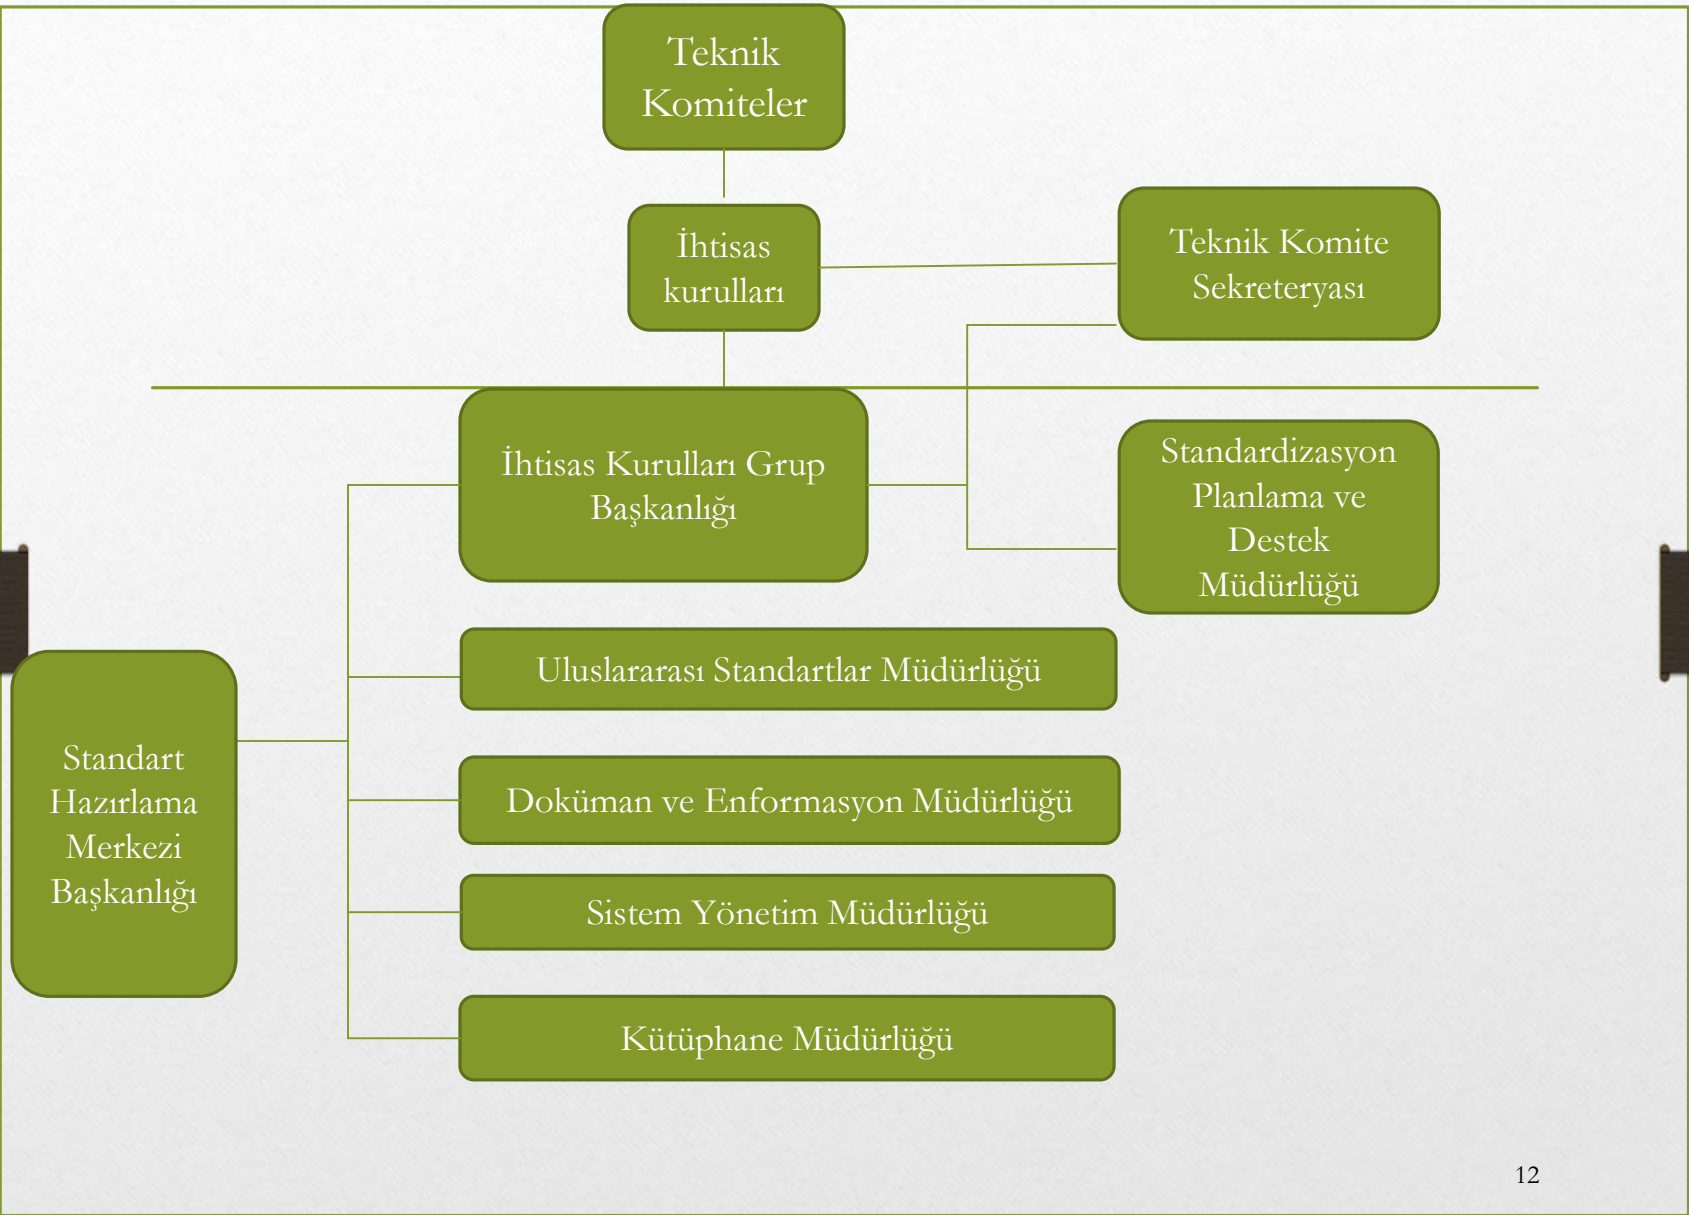 Teknik
Komiteler
İhtisas
kurulları
Teknik Komite
Sekreteryası
İhtisas Kurulları Grup
Başkanlığı
Standardizasyon
Planlama ve
Destek
Müdürlüğü
Uluslararası Standartlar Müdürlüğü
Standart
Hazırlama
Merkezi
Başkanlığı
Doküman ve Enformasyon Müdürlüğü
Sistem Yönetim Müdürlüğü
Kütüphane Müdürlüğü
12